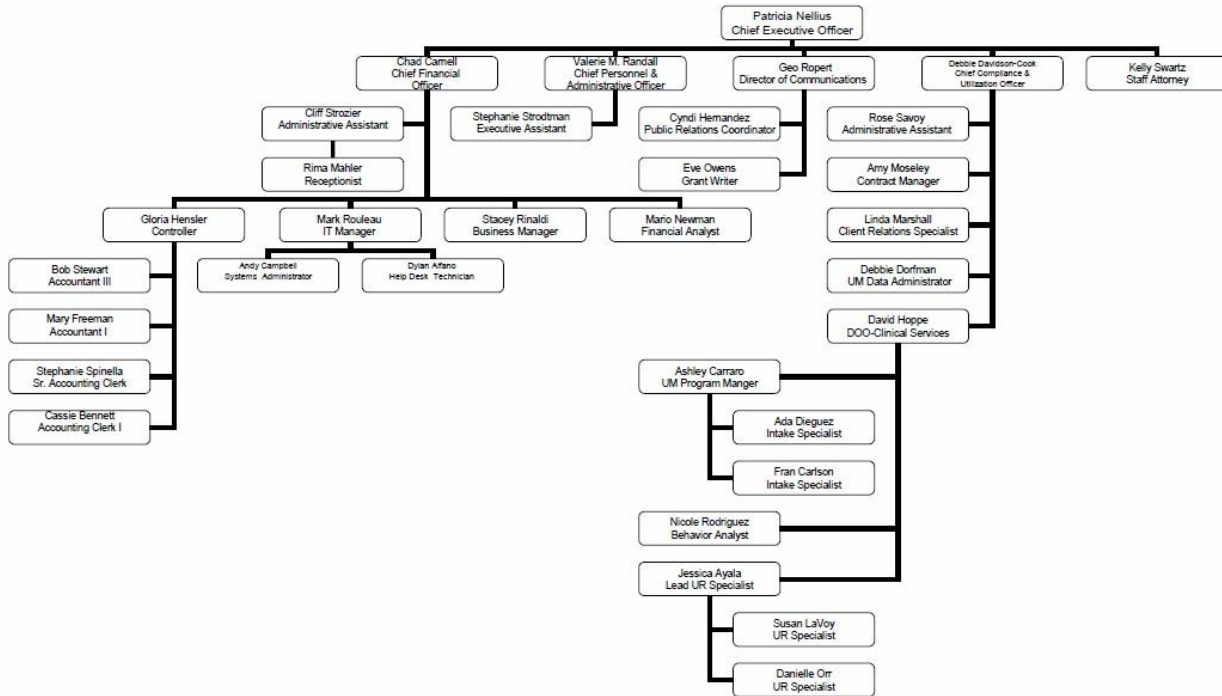 Patricia Nellius
Chief Executive Officer
Chad Carnell
Chief Financial
Officer
Valerie M. Randall
Chief Personnel &
Administrative Officer
Geo Ropert
Director of Communications
Debbie Davidson-Cook
Chief Compliance &
Utilization Officer
Kelly Swartz
Staff Attorney
Cliff Strozier
Administrative Assistant
Rima Mahler
Receptionist
Stephanie Strodtman
Executive Assistant
Cyndi Hernandez
Public Relations Coordinator
Eve Owens
Grant Writer
Rose Savoy
Administrative Assistant
Amy Moseley
Contract Manager
Linda Marshall
Client Relations Specialist
Debbie Dorfman
UM Data Administrator
David Hoppe
DOO-Clinical Services
Gloria Hensler
Controller
Mark Rouleau
IT Manager
Stacey Rinaldi
Business Manager
Mario Newman
Financial Analyst
Bob Stewart
Accountant III
Mary Freeman
Accountant I
Stephanie Spinella
Sr. Accounting Clerk
Cassie Bennett
Accounting Clerk I
Andy Campbell
Systems Administrator
Dylan Alfano
Help Desk Technician
Ashley Carraro
UM Program Manger
Ada Dieguez
Intake Specialist
Fran Carlson
Intake Specialist
Nicole Rodriguez
Behavior Analyst
Jessica Ayala
Lead UR Specialist
Susan LaVoy
UR Specialist
Danielle Orr
UR Specialist